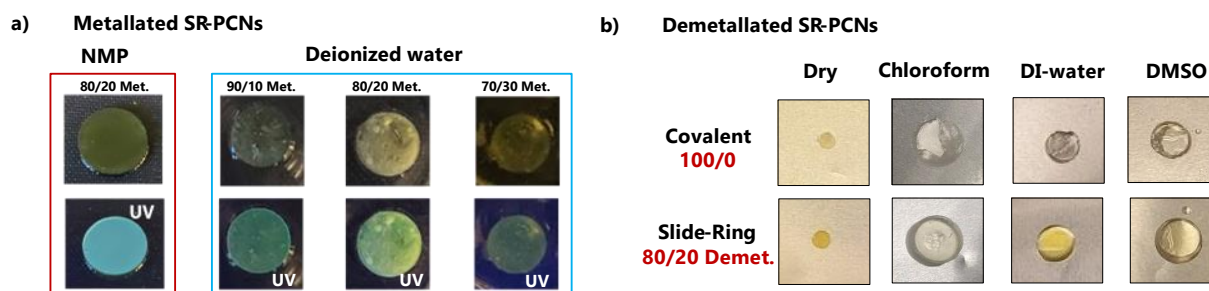 a) Metallated SR-PCNs
NMP
Deionized water
80/20 Met.
90/10 Met.
80/20 Met.
70/30 Met.
UV
UV
UV
UV
b) Demetallated SR-PCNs
Dry
Chloroform
DI-water
DMSO
Covalent
100/0
Slide-Ring
80/20 Demet.